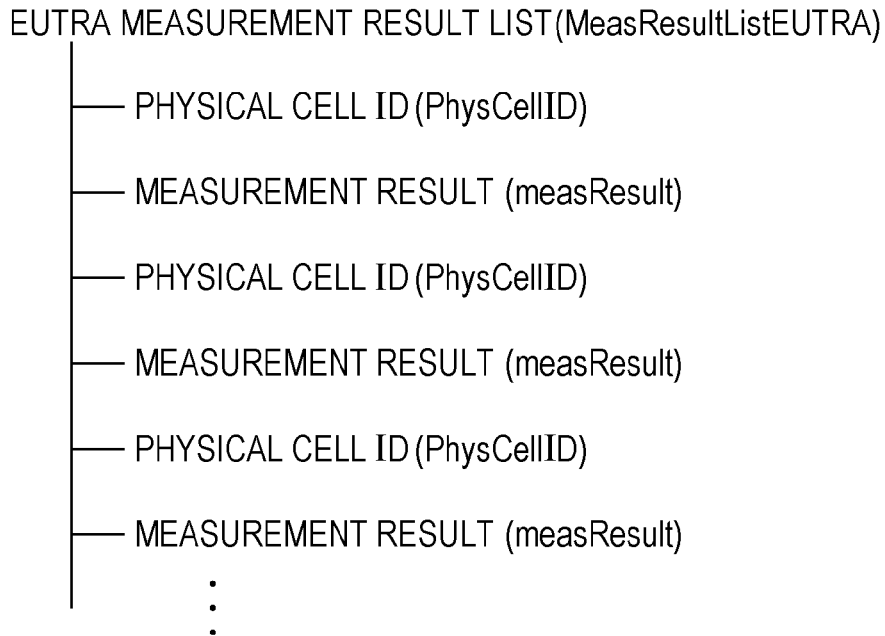 EUTRA MEASUREMENT RESULT LIST(MeasResultListEUTRA)
PHYSICAL CELL ID(PhysCellID)
MEASUREMENT RESULT (measResult)
PHYSICAL CELL ID(PhysCellID)
MEASUREMENT RESULT (measResult)
PHYSICAL CELL ID(PhysCellID)
MEASUREMENT RESULT (measResult)